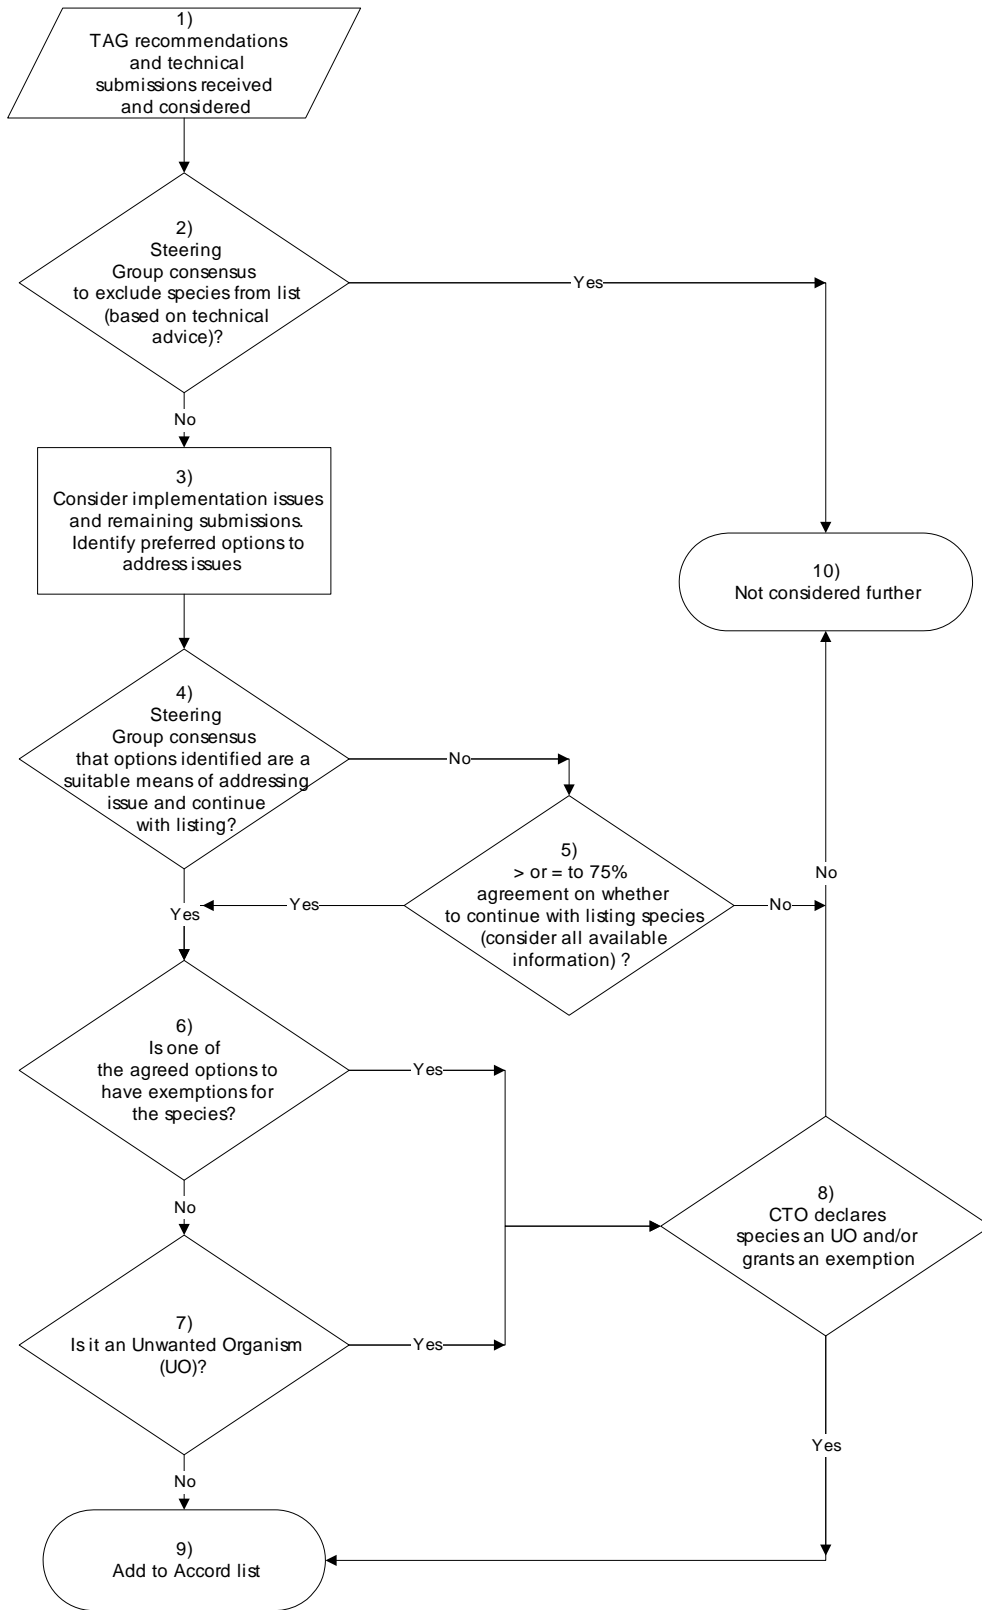 1)
TAG recommendations
and technical
submissions received
and considered
2)
Steering
Group consensus
to exclude species from list
(based on technical
advice)?
Yes
No
3)
Consider implementation issues
and remaining submissions.
Identify preferred options to
address issues
10)
Not considered further
4)
Steering
Group consensus
that options identified are a
suitable means of addressing
issue and continue
with listing?
No
5)
> or = to 75%
agreement on whether
to continue with listing species
(consider all available
information) ?
Yes
No
No
Yes
6)
Is one of
the agreed options to
have exemptions for
the species?
Yes
No
8)
CTO declares
species an UO and/or
grants an exemption
7)
Is it an Unwanted Organism
(UO)?
Yes
Yes
No
9)
Add to Accord list